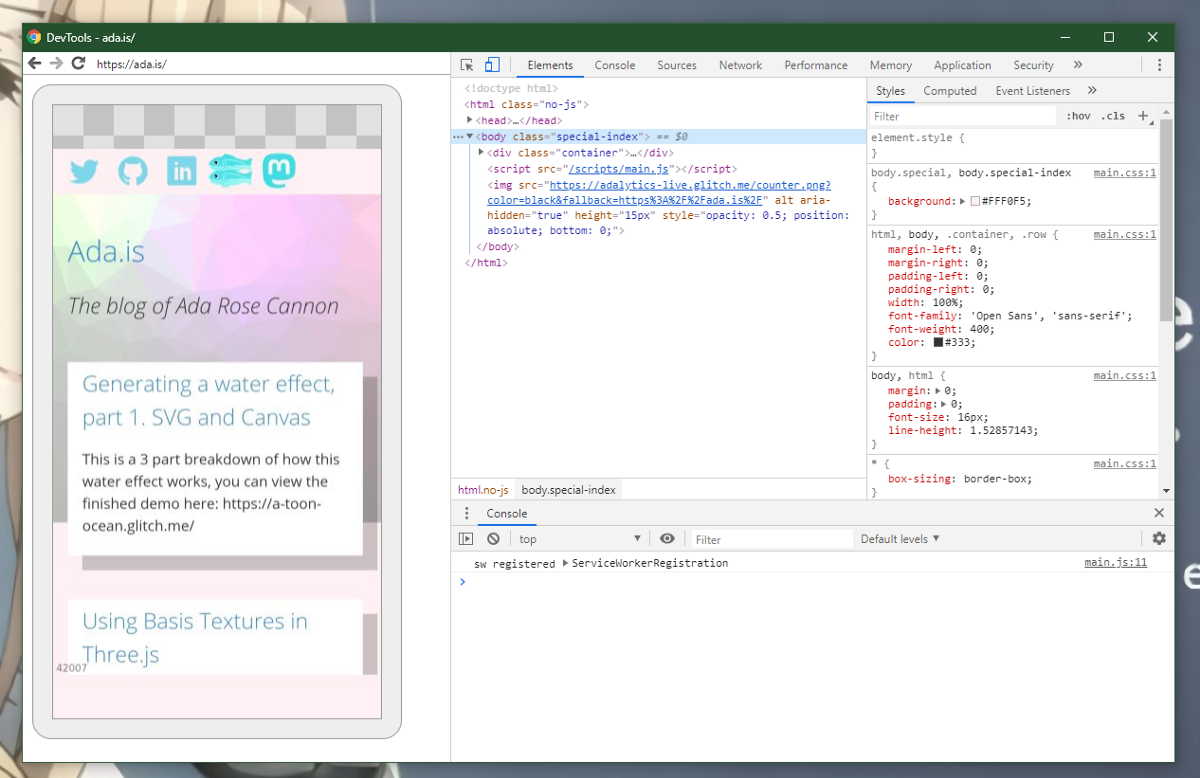 DevTools - ada.is/
https://ada.is/
Elements Console Sources Network Performance Memory Application Security »
Ada.is
The blog of Ada Rose Cannon
Generating a water effect,
part 1. SVG and Canvas
This is a 3 part breakdown of how this
water effect works, you can view the
finished demo here: https://a-toon-
ocean.glitch.me/
Using Basis Textures in
Three.js
42007
<!doctype html>
<html class="no-js">
<head>…</head>
<body class="special-index"> == $0
<div class="container">…</div>
<script src="/scripts/main.js"></script>
<img src="https://adalytics-live.glitch.me/counter.png?
color=black&fallback=https%3A%2F%2Fada.is%2F" alt aria-
hidden="true" height="15px" style="opacity: 0.5; position:
absolute; bottom: 0;">
</body>
</html>
html.no-js body.special-index
Styles Computed Event Listeners »
Filter :hov .cls +
element.style {
}
body.special, body.special-index main.css:1
{
background: #FFF0F5;
}
html, body, .container, .row { main.css:1
margin-left: 0;
margin-right: 0;
padding-left: 0;
padding-right: 0;
width: 100%;
font-family: 'Open Sans', 'sans-serif';
font-weight: 400;
color: #333;
}
body, html { main.css:1
margin: 0;
padding: 0;
font-size: 16px;
line-height: 1.52857143;
}
* { main.css:1
box-sizing: border-box;
}
Console
top Filter Default levels
sw registered ServiceWorkerRegistration main.js:11
e
e